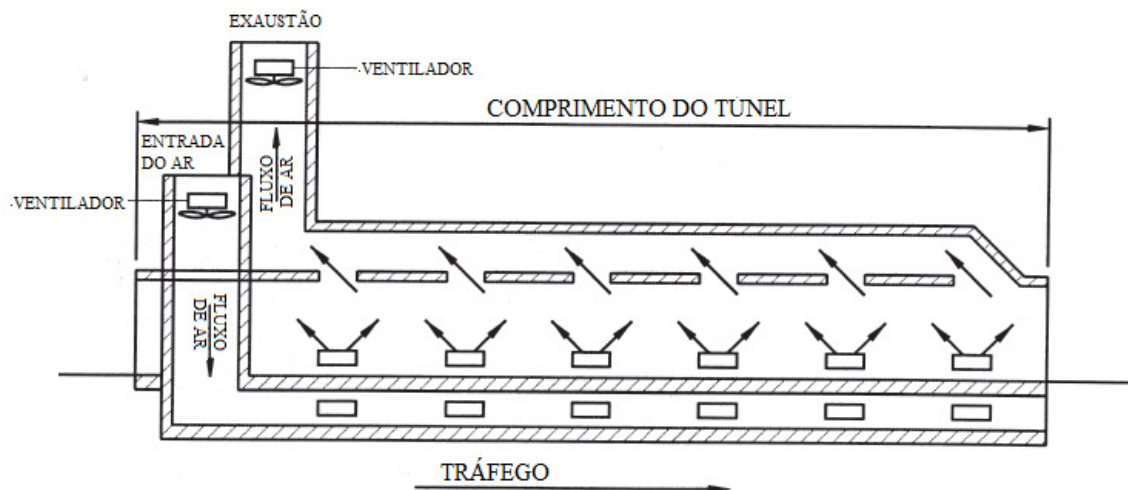 EXAUSTÃO
.VENTILADOR
COMPRIMENTO DO TUNEL
ENTRADA
DO AR
FLUXO
DE AR
.VENTILADOR
FLUXO
DE AR
TRÁFEGO